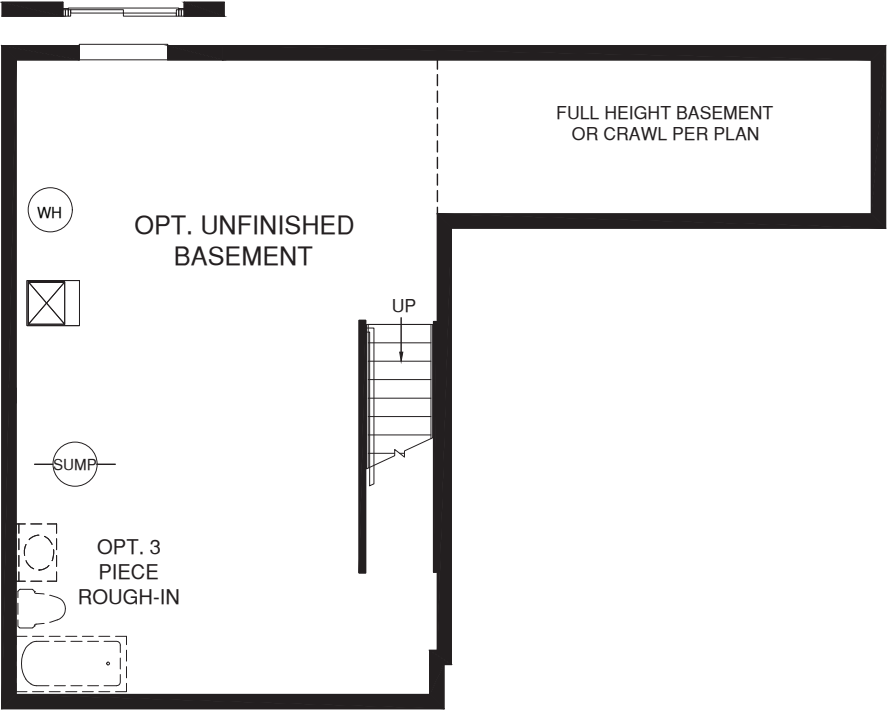 FULL HEIGHT BASEMENT
OR CRAWL PER PLAN
WH
OPT. UNFINISHED
BASEMENT
UP
SUMP
OPT. 3
PIECE
ROUGH-IN